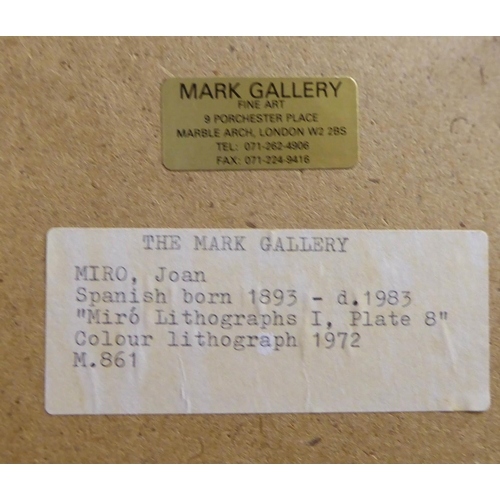 MARK GALLERY
FINE ART
9 PORCHESTER PLACE
MARBLE ARCH, LONDON W2 2BS
TEL: 071-262-4906
FAX: 071-224-9416
THE MARK GALLERY
MIRO, Joan
Spanish born 1893 - d.1983
"Miró Lithographs I, Plate 8"
Colour lithograph 1972
M.861